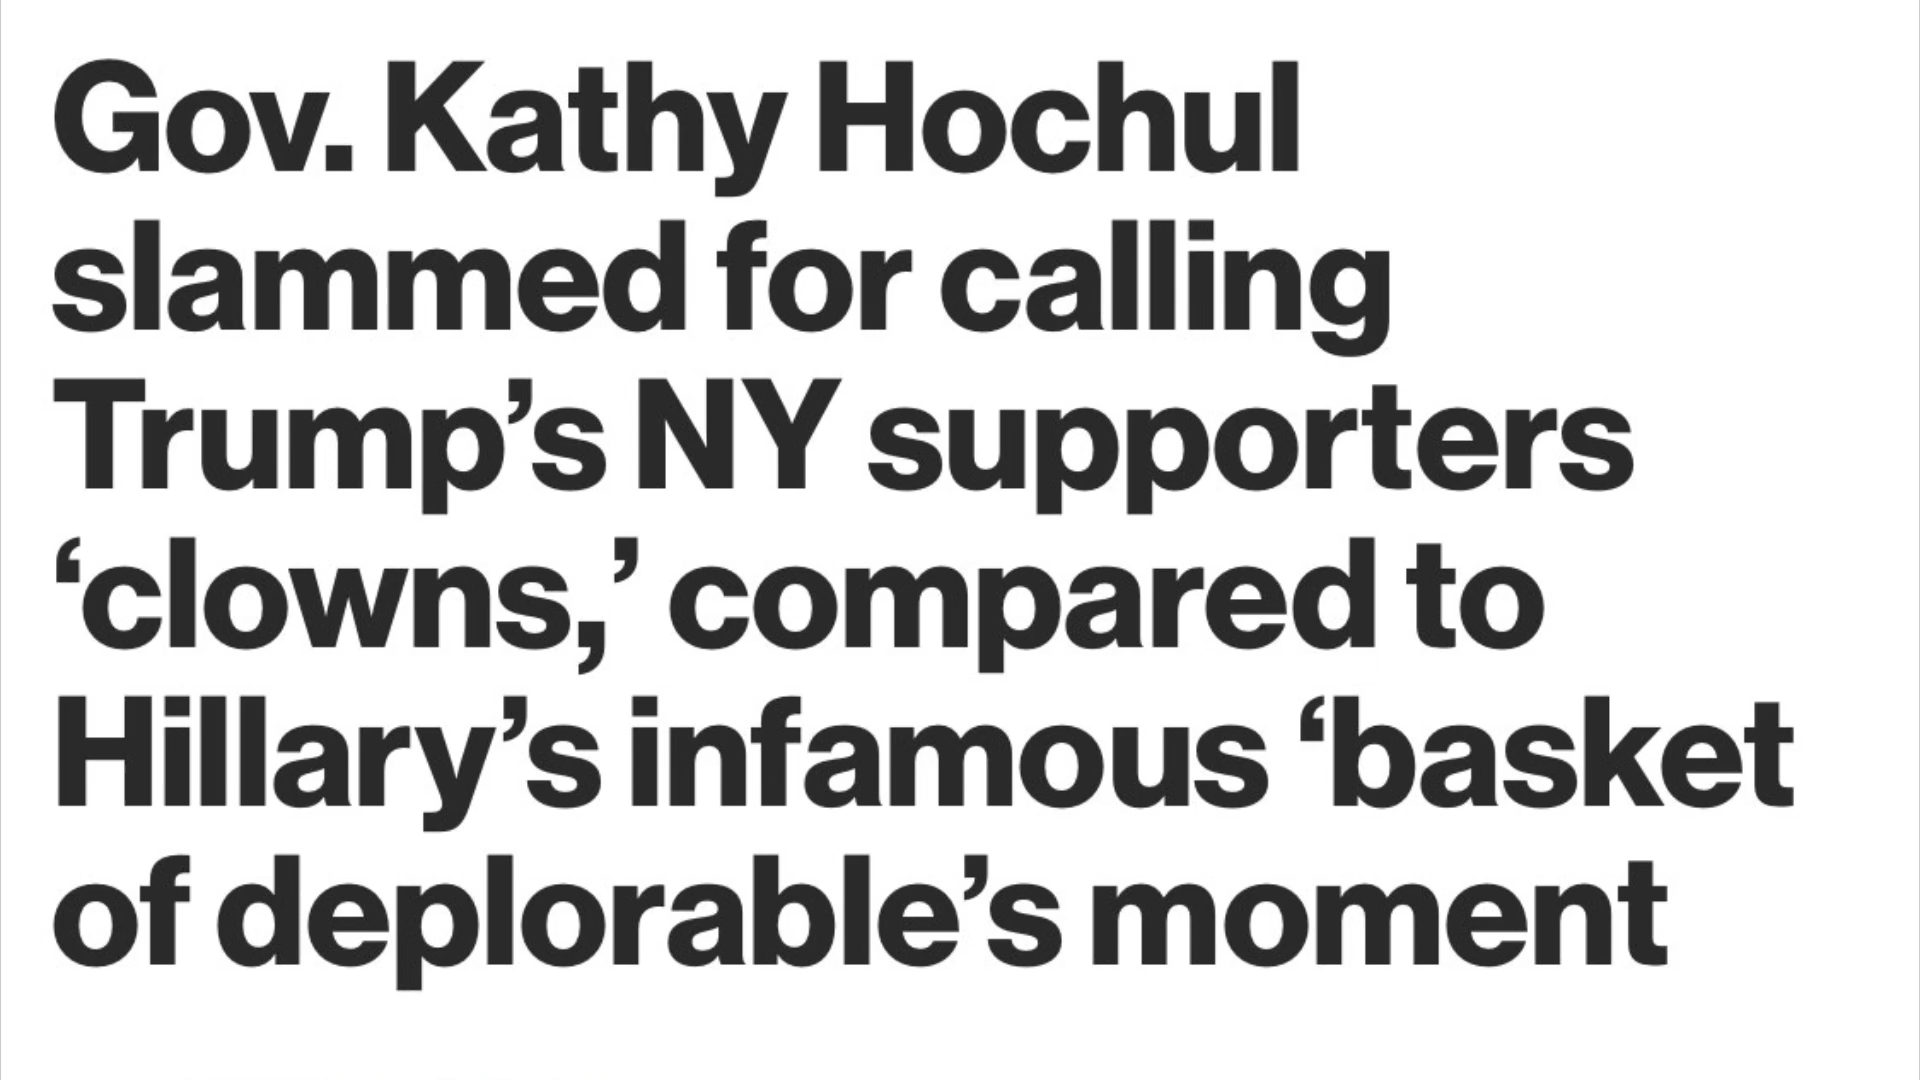 Gov. Kathy Hochul
slammed for calling
Trump’s NY supporters
‘clowns,’ compared to
Hillary’s infamous ‘basket
of deplorable’s moment